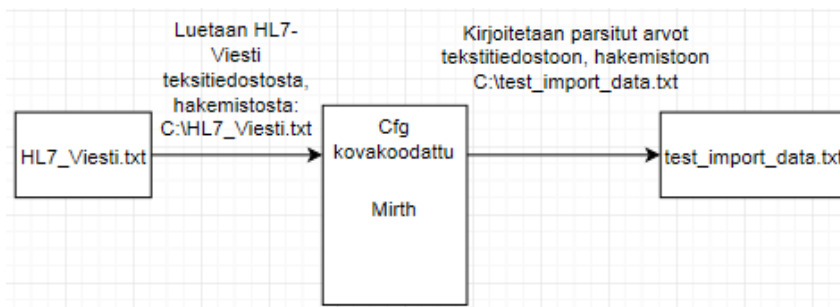 Luetaan HL7-
Viesti
teksitiedostosta,
hakemistosta:
C:\HL7_Viesti.txt
Kirjoitetaan parsitut arvot
tekstitiedostoon, hakemistoon
C:\test_import_data.txt
HL7_Viesti.txt
Cfg
kovakoodattu
Mirth
test_import_data.txt